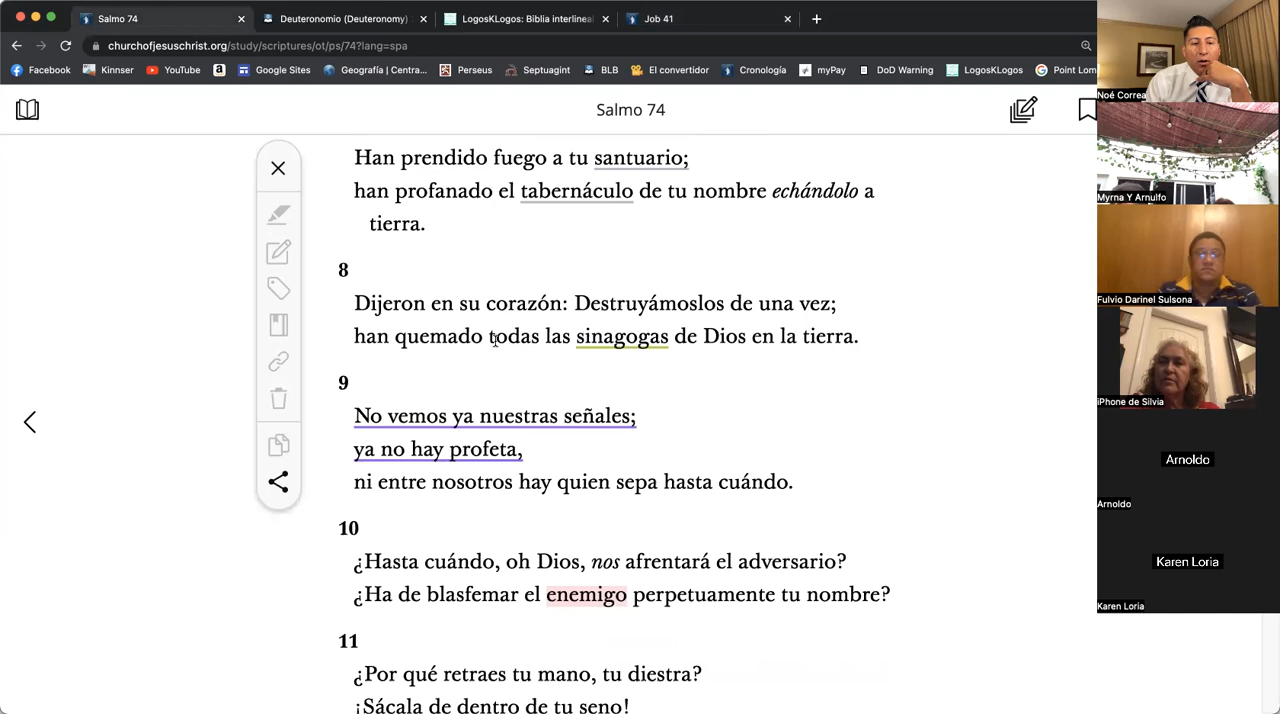 Salmo 74
Deuteronomio (Deuteronomy)
LogosKLogos: Biblia interlineal
Job 41
churchofjesuschrist.org/study/scriptures/ot/ps/74?lang=spa
Facebook
Kinnser
YouTube
Google Sites
Geografía | Centra...
Perseus
Septuagint
BLB
El convertidor
Cronología
myPay
DoD Warning
LogosKLogos
Point Lom
Salmo 74
Han prendido fuego a tu santuario;
han profanado el tabernáculo de tu nombre echándolo a
tierra.
8
Dijeron en su corazón: Destruyámoslos de una vez;
han quemado todas las sinagogas de Dios en la tierra.
9
No vemos ya nuestras señales;
ya no hay profeta,
ni entre nosotros hay quien sepa hasta cuándo.
10
¿Hasta cuándo, oh Dios, nos afrentará el adversario?
¿Ha de blasfemar el enemigo perpetuamente tu nombre?
11
¿Por qué retraes tu mano, tu diestra?
¡Sácala de dentro de tu seno!
Noé Correa
Myrna Y Arnulfo
Fulvio Darinel Sulsona
iPhone de Silvia
Arnoldo
Arnoldo
Karen Loria
Karen Loria